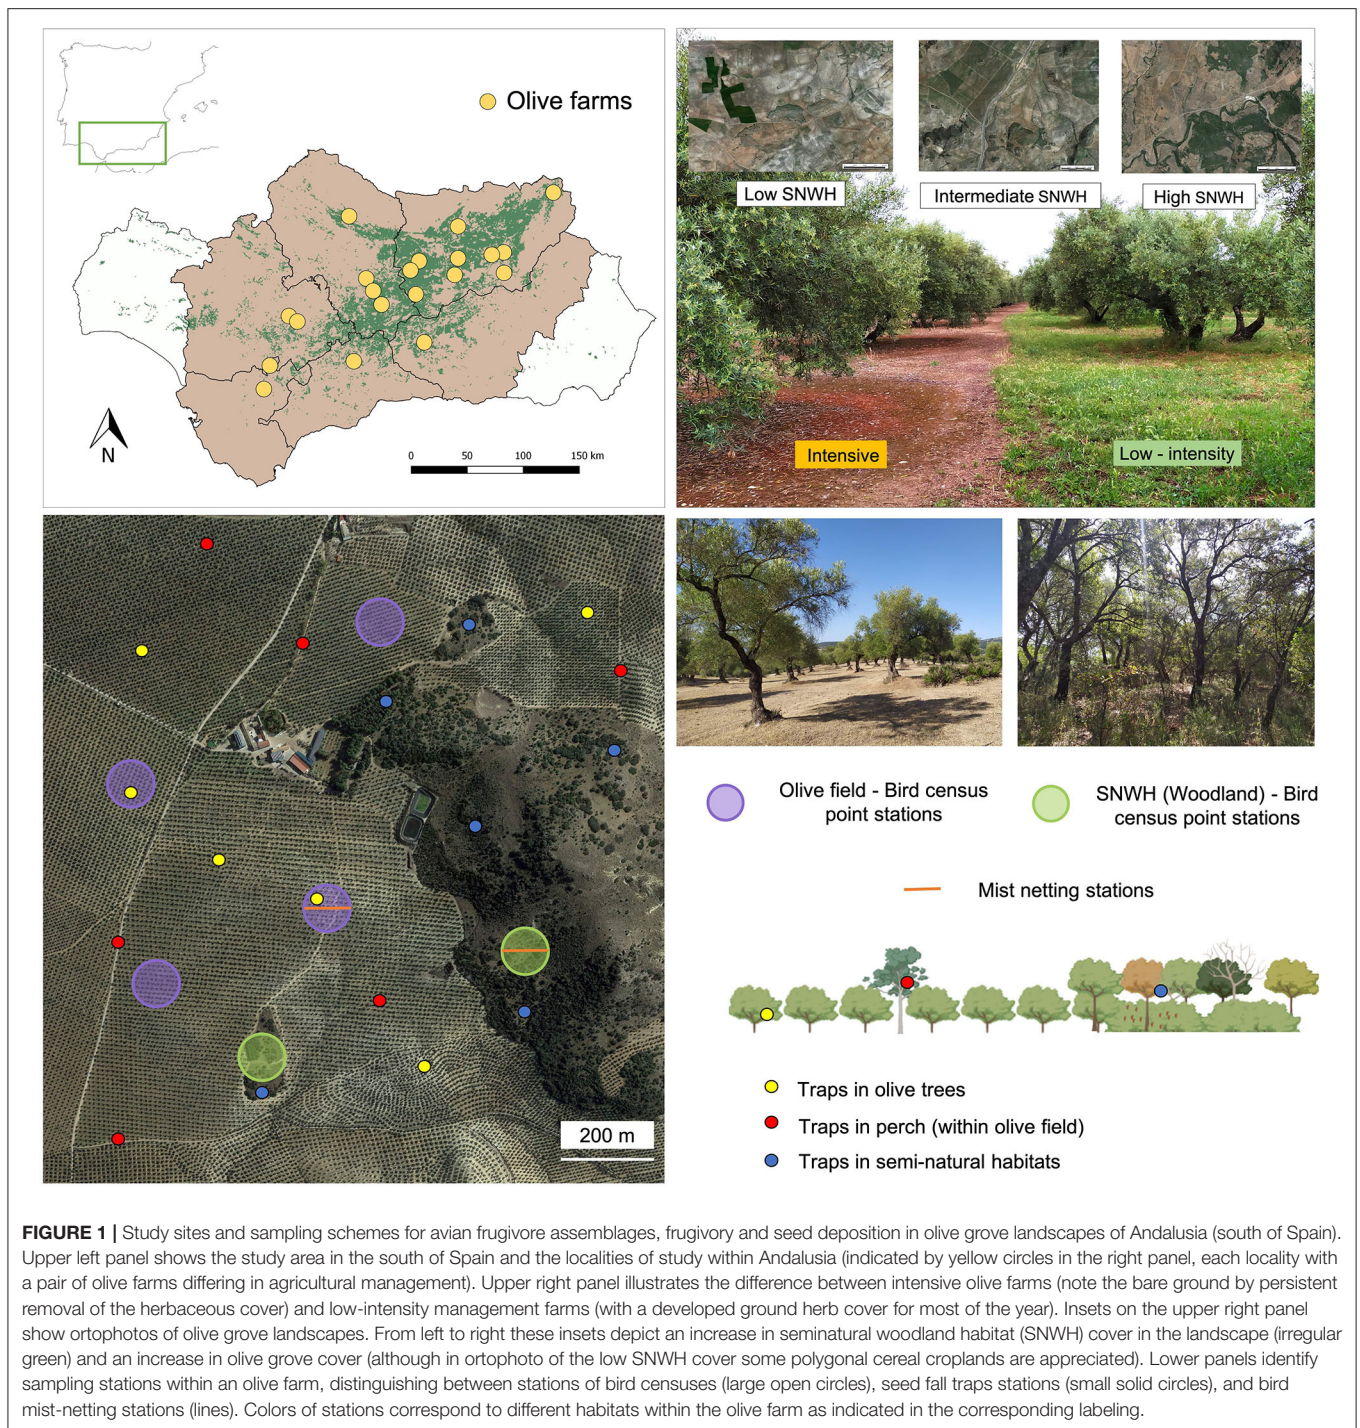 Olive farms
N
0 50 100 150 km
Low SNWH
Intermediate SNWH
High SNWH
Intensive
Low - intensity
200 m
Olive field - Bird census
point stations
SNWH (Woodland) - Bird
census point stations
Mist netting stations
Traps in olive trees
Traps in perch (within olive field)
Traps in semi-natural habitats
FIGURE 1 | Study sites and sampling schemes for avian frugivore assemblages, frugivory and seed deposition in olive grove landscapes of Andalusia (south of Spain).
Upper left panel shows the study area in the south of Spain and the localities of study within Andalusia (indicated by yellow circles in the right panel, each locality with
a pair of olive farms differing in agricultural management). Upper right panel illustrates the difference between intensive olive farms (note the bare ground by persistent
removal of the herbaceous cover) and low-intensity management farms (with a developed ground herb cover for most of the year). Insets on the upper right panel
show ortophotos of olive grove landscapes. From left to right these insets depict an increase in seminatural woodland habitat (SNWH) cover in the landscape (irregular
green) and an increase in olive grove cover (although in ortophoto of the low SNWH cover some polygonal cereal croplands are appreciated). Lower panels identify
sampling stations within an olive farm, distinguishing between stations of bird censuses (large open circles), seed fall traps stations (small solid circles), and bird
mist-netting stations (lines). Colors of stations correspond to different habitats within the olive farm as indicated in the corresponding labeling.